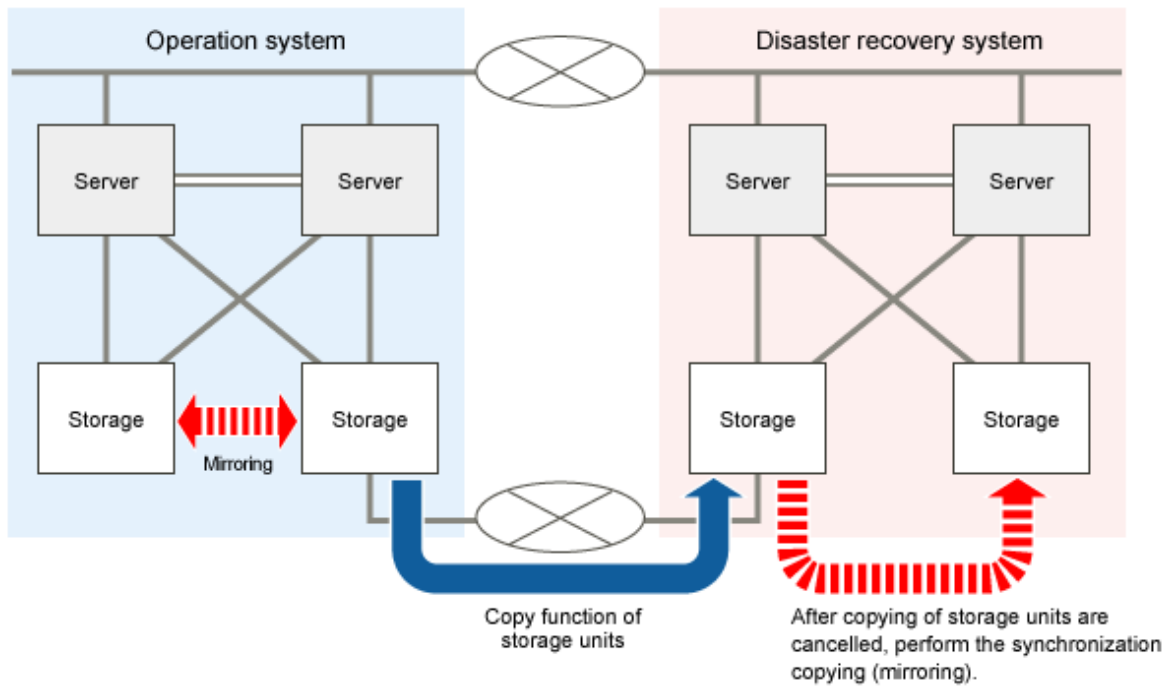 Operation system
Disaster recovery system
Server
Server
Server
Server
Storage
Storage
Storage
Storage
Mirroring
Copy function of
storage units
After copying of storage units are
cancelled, perform the synchronization
copying (mirroring).